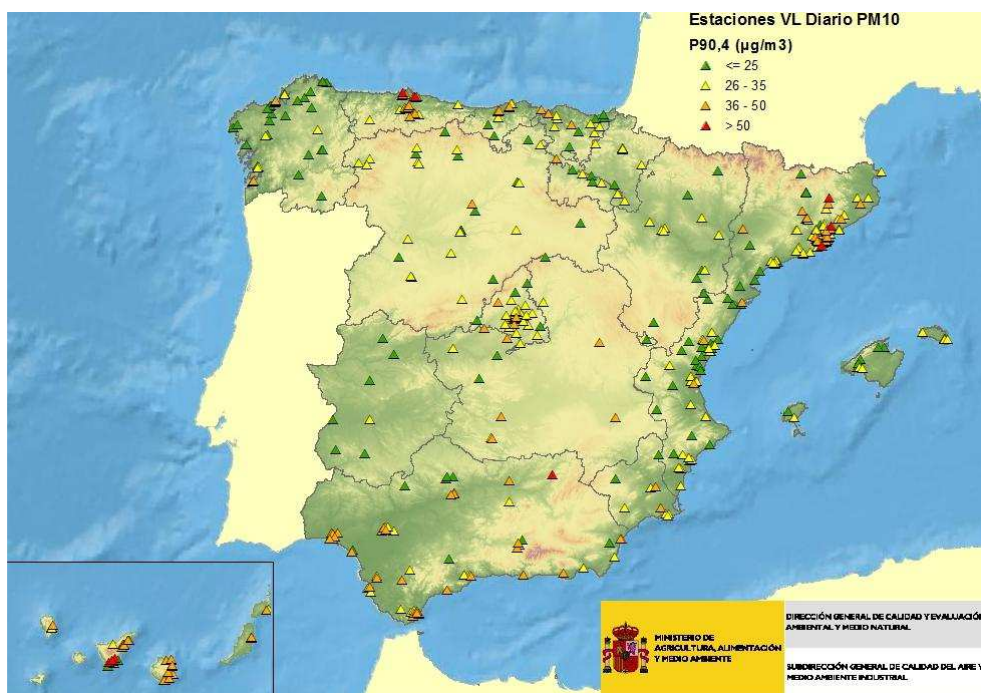 Estaciones VL Diario PM10
P90,4 (µg/m3)
<= 25
26 - 35
36 - 50
> 50
MINISTERIO DE
AGRICULTURA, ALIMENTACIÓN
Y MEDIO AMBIENTE
DIRECCIÓN GENERAL DE CALIDAD Y EVALUACIÓN
AMBIENTAL Y MEDIO NATURAL
SUBDIRECCIÓN GENERAL DE CALIDAD DEL AIRE Y
MEDIO AMBIENTE INDUSTRIAL